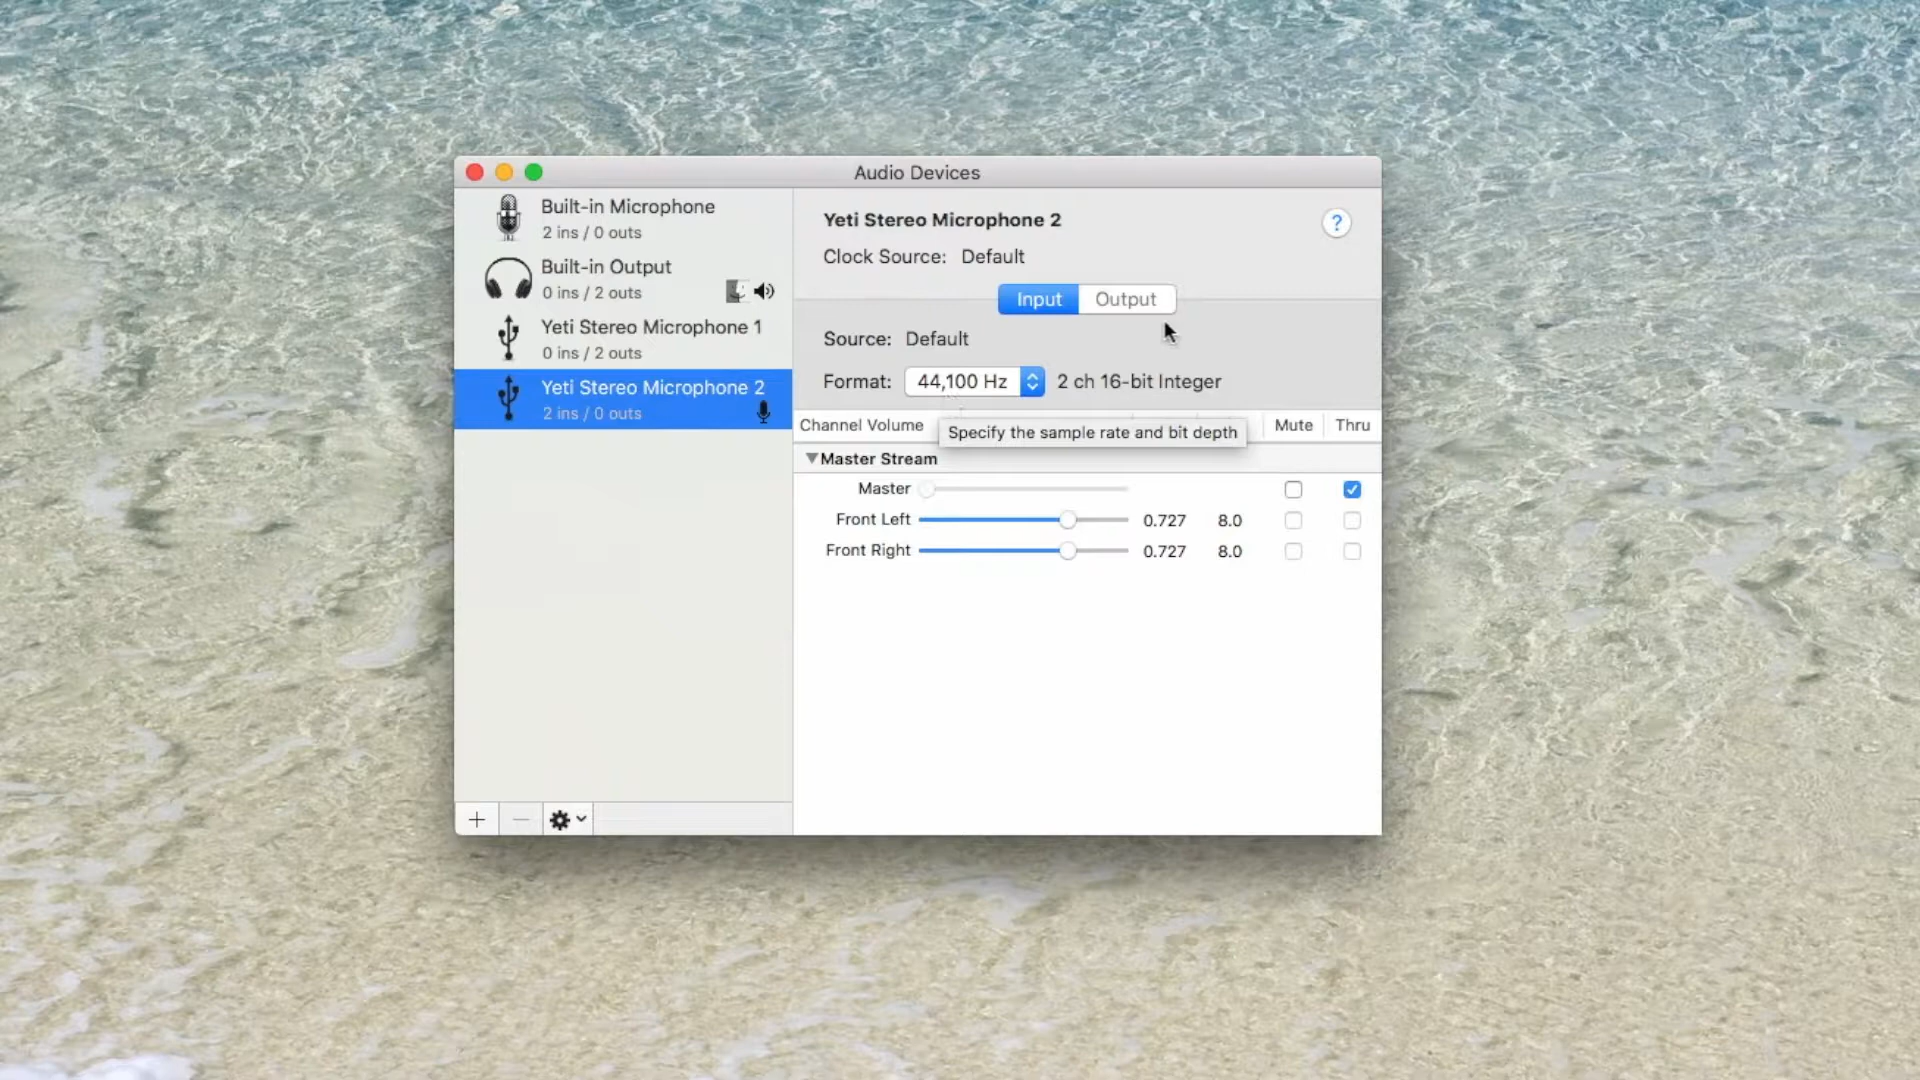 Audio Devices
Built-in Microphone
2 ins / 0 outs
Built-in Output
0 ins / 2 outs
Yeti Stereo Microphone 1
0 ins / 2 outs
Yeti Stereo Microphone 2
2 ins / 0 outs
Yeti Stereo Microphone 2
?
Clock Source: Default
Input Output
Source: Default
Format: 44,100 Hz 2 ch 16-bit Integer
Channel Volume Mute Thru
Specify the sample rate and bit depth
Master Stream
Master
Front Left 0.727 8.0
Front Right 0.727 8.0